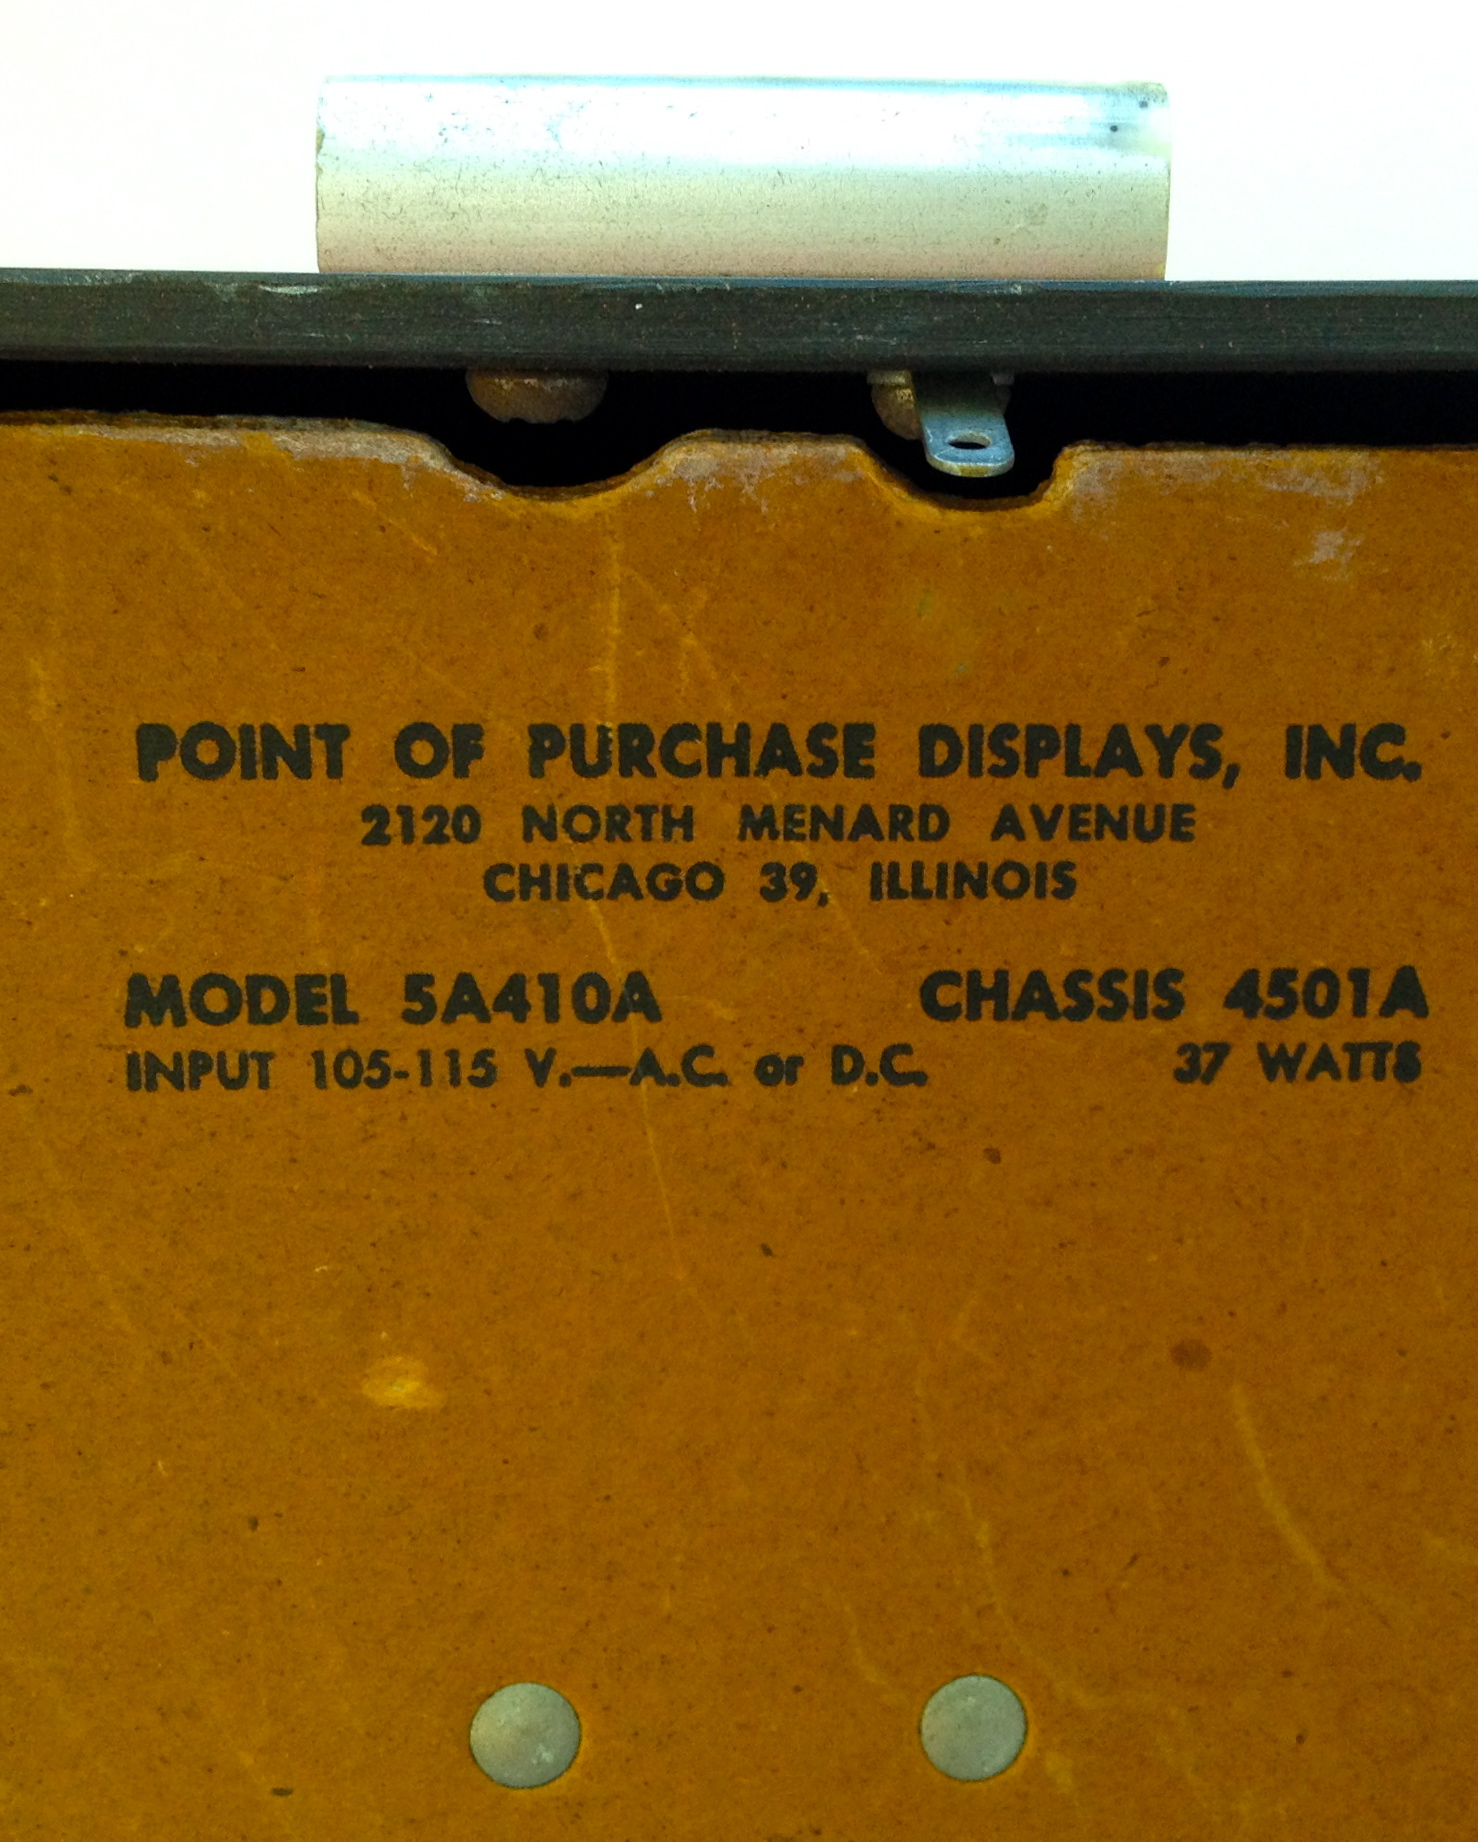 POINT OF PURCHASE DISPLAYS, INC.
2120 NORTH MENARD AVENUE
CHICAGO 39, ILLINOIS
MODEL 5A410A CHASSIS 4501A
INPUT 105-115 V.—A.C. or D.C. 37 WATTS